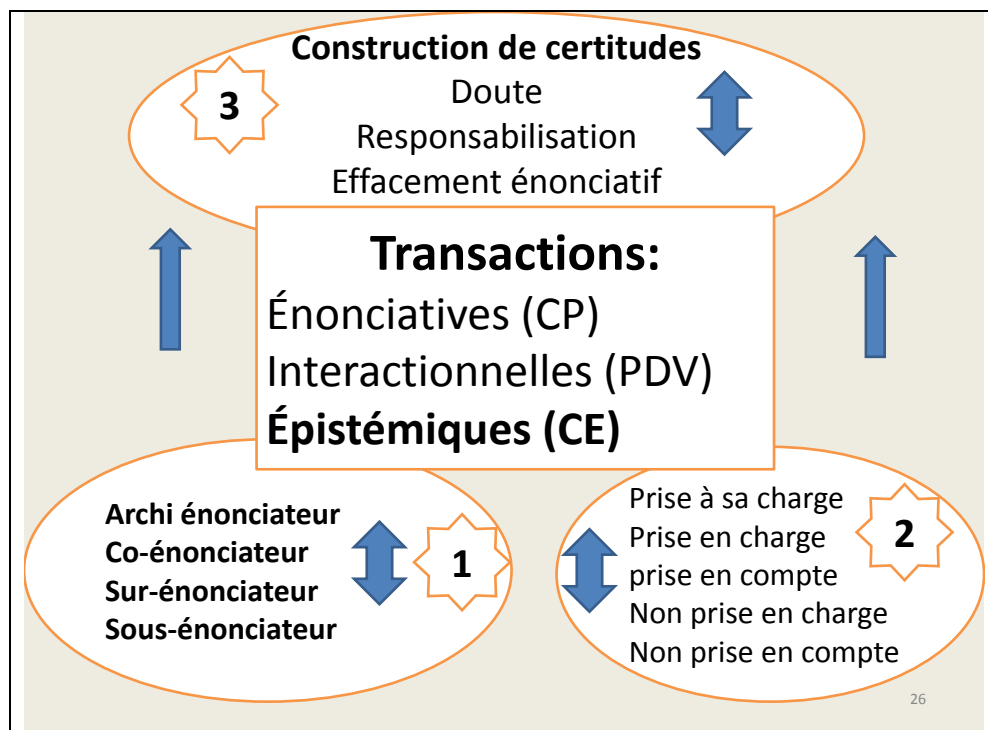 Construction de certitudes
3
Doute
Responsabilisation
Effacement énonciatif
Transactions:
Énonciatives (CP)
Interactionnelles (PDV)
Épistémiques (CE)
Archi énonciateur
Co-énonciateur
Sur-énonciateur
Sous-énonciateur
1
Prise à sa charge
Prise en charge
prise en compte
Non prise en charge
Non prise en compte
2
26